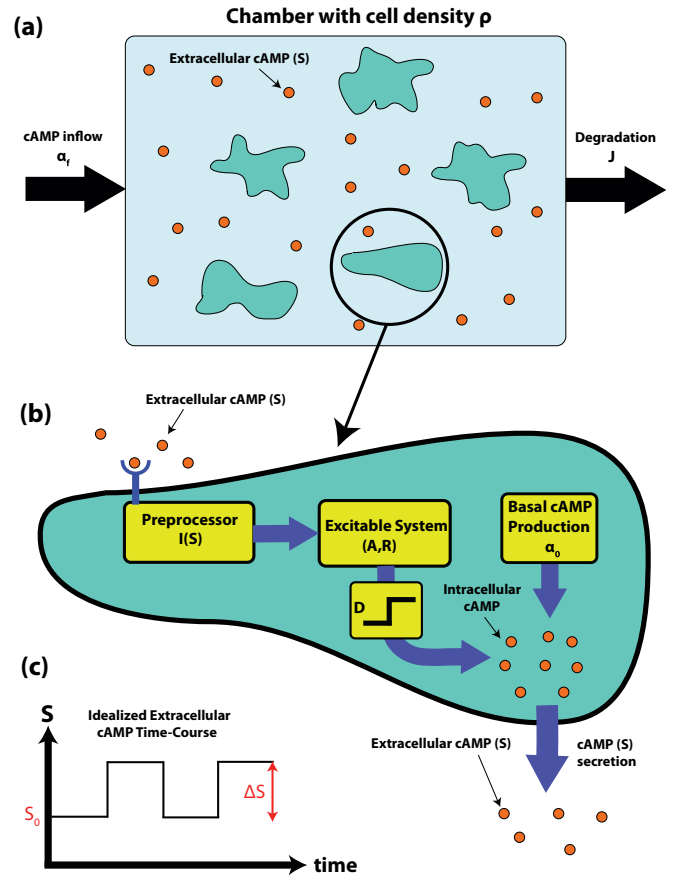 (a)
Chamber with cell density ρ
Extracellular cAMP (S)
cAMP inflow
α_f
Degradation
J
(b)
Extracellular cAMP (S)
Preprocessor
I(S)
Excitable System
(A,R)
Basal cAMP
Production
α_0
D
Intracellular
cAMP
(c)
S
Idealized Extracellular
cAMP Time-Course
S_0
ΔS
time
Extracellular cAMP (S)
cAMP (S)
secretion